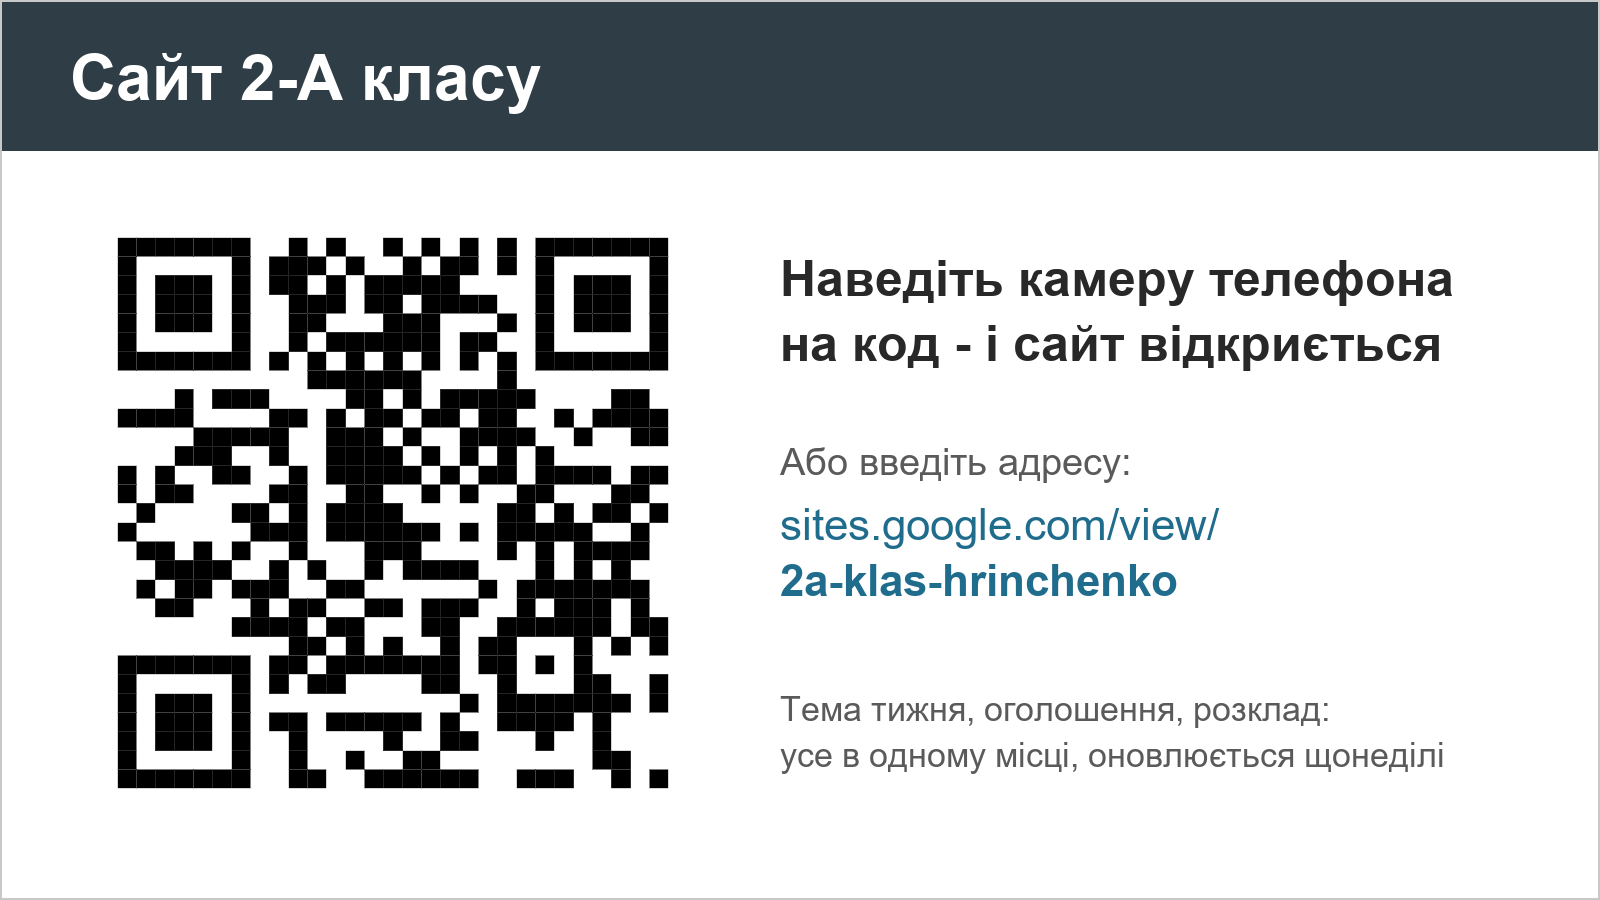 Сайт 2-А класу
Наведіть камеру телефона
на код - і сайт відкриється
Або введіть адресу:
sites.google.com/view/
2a-klas-hrinchenko
Тема тижня, оголошення, розклад:
усе в одному місці, оновлюється щонеділі